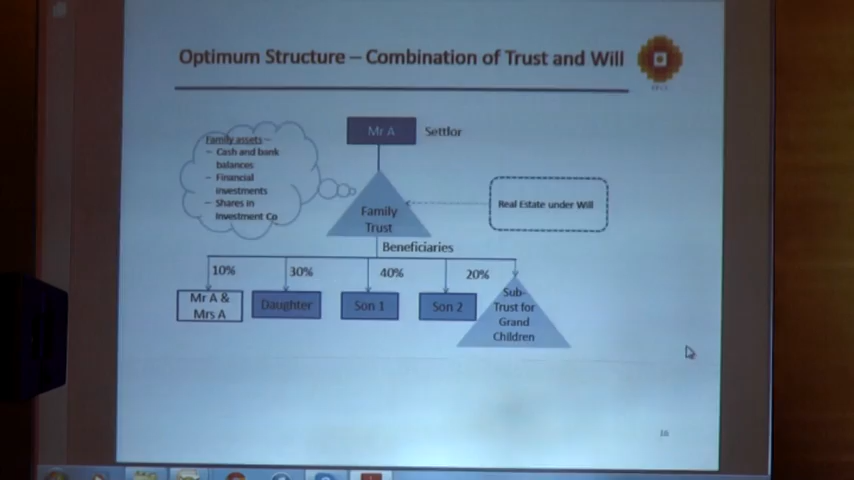 Optimum Structure – Combination of Trust and Will
Mr A
Settlor
Family assets –
– Cash and bank
balances
– Financial
investments
– Shares in
Investment Co
Family
Trust
Real Estate under Will
Beneficiaries
10%
30%
40%
20%
Mr A &
Mrs A
Daughter
Son 1
Son 2
Sub-
Trust for
Grand
Children
16